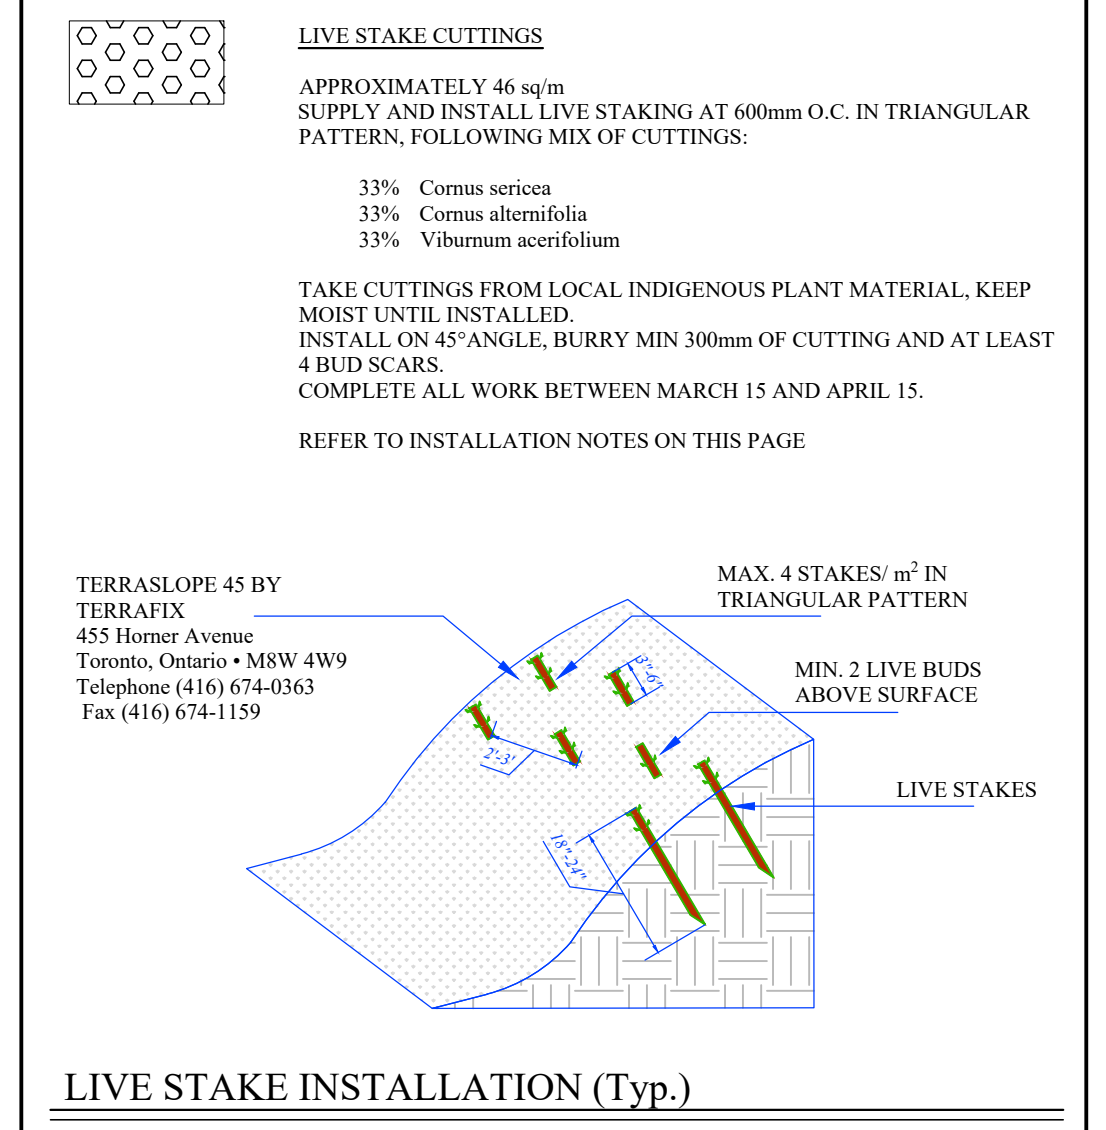 LIVE STAKE CUTTINGS
APPROXIMATELY 46 sq/m
SUPPLY AND INSTALL LIVE STAKING AT 600mm O.C. IN TRIANGULAR
PATTERN, FOLLOWING MIX OF CUTTINGS:
33% Cornus sericea
33% Cornus alternifolia
33% Viburnum acerifolium
TAKE CUTTINGS FROM LOCAL INDIGENOUS PLANT MATERIAL, KEEP
MOIST UNTIL INSTALLED.
INSTALL ON 45°ANGLE, BURRY MIN 300mm OF CUTTING AND AT LEAST
4 BUD SCARS.
COMPLETE ALL WORK BETWEEN MARCH 15 AND APRIL 15.
REFER TO INSTALLATION NOTES ON THIS PAGE
TERRASLOPE 45 BY
TERRAFIX
455 Horner Avenue
Toronto, Ontario • M8W 4W9
Telephone (416) 674-0363
Fax (416) 674-1159
MAX. 4 STAKES/ m² IN
TRIANGULAR PATTERN
3"-6"
MIN. 2 LIVE BUDS
ABOVE SURFACE
2'-3'
LIVE STAKES
18"-24"
LIVE STAKE INSTALLATION (Typ.)